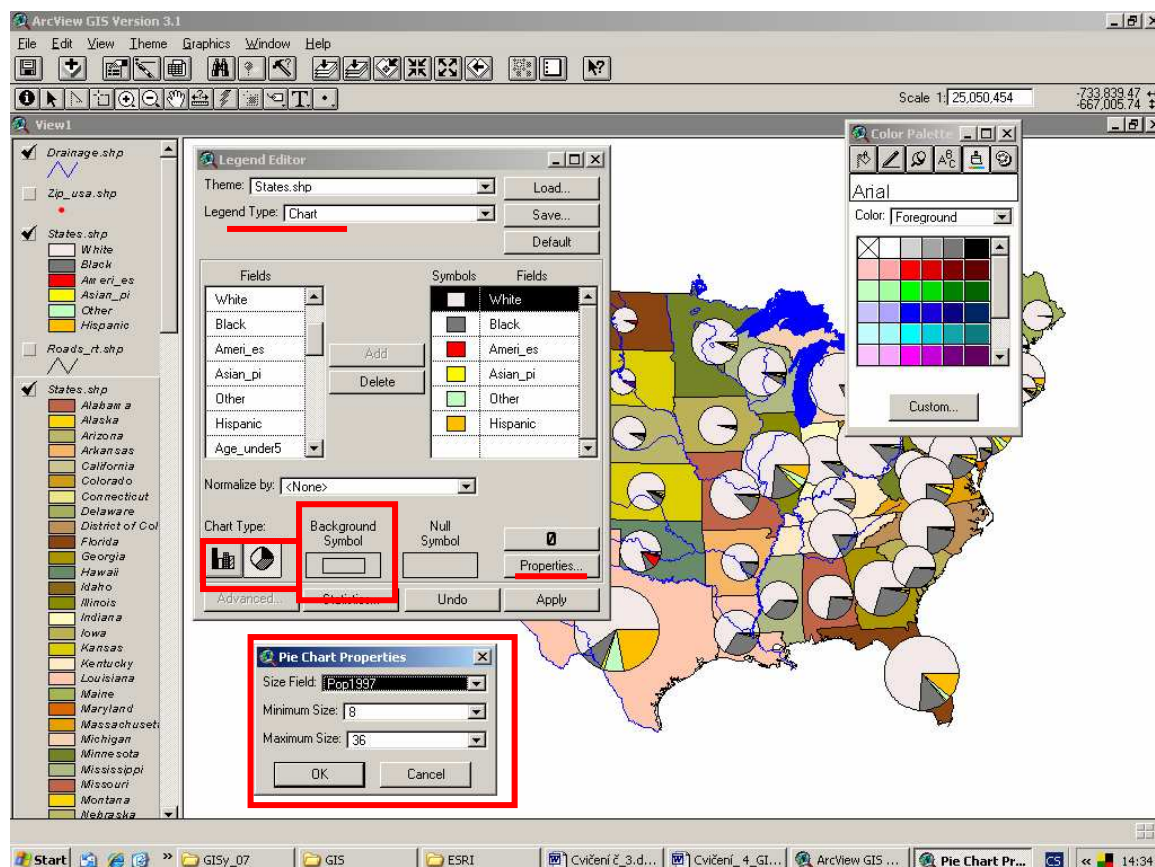 ArcView GIS Version 3.1
File Edit View Theme Graphics Window Help
Scale 1: 25,050,454
-733,839.47
-667,005.74
View1
Drainage.shp
Zip_usa.shp
States.shp
White
Black
Ameri_es
Asian_pi
Other
Hispanic
Roads_rt.shp
States.shp
Alabama
Alaska
Arizona
Arkansas
California
Colorado
Connecticut
Delaware
District of Col
Florida
Georgia
Hawaii
Idaho
Illinois
Indiana
Iowa
Kansas
Kentucky
Louisiana
Maine
Maryland
Massachuset
Michigan
Minnesota
Mississippi
Missouri
Montana
Nebraska
Legend Editor
Theme: States.shp
Load...
Legend Type: Chart
Save...
Default
Fields
Symbols Fields
White
Black
Ameri_es
Asian_pi
Other
Hispanic
Age_under5
Add
Delete
White
Black
Ameri_es
Asian_pi
Other
Hispanic
Normalize by: <None>
Chart Type:
Background
Symbol
Null
Symbol
Ø
Properties...
Advanced... Statistics... Undo Apply
Pie Chart Properties
Size Field: Pop1997
Minimum Size: 8
Maximum Size: 36
OK Cancel
Color Palette
Arial
Color: Foreground
Custom...
Start » GISy_07 GIS ESRI Cvičení č_3.d... Cvičení_ 4_GI... ArcView GIS ... Pie Chart Pr... CS « 14:34